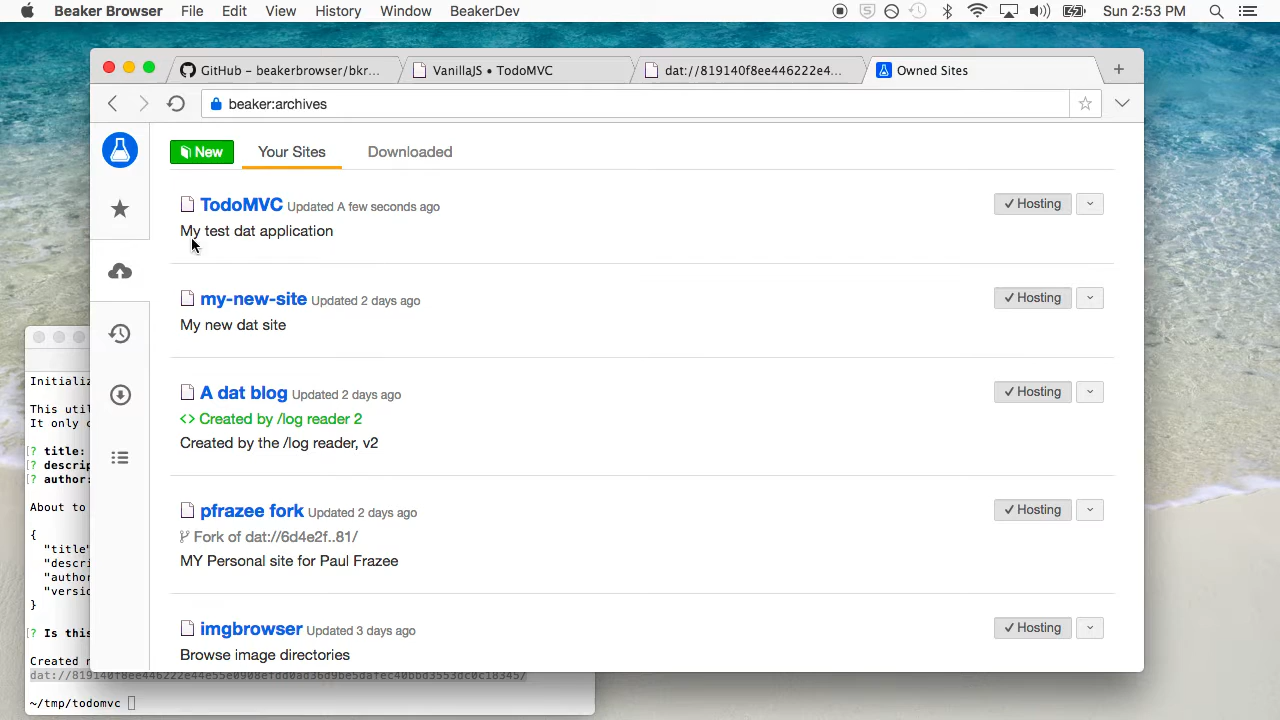 Beaker Browser File Edit View History Window BeakerDev Sun 2:53 PM
GitHub – beakerbrowser/bkr... VanillaJS • TodoMVC dat://819140f8ee446222e4... Owned Sites
beaker:archives
New Your Sites Downloaded
TodoMVC Updated A few seconds ago ✓ Hosting
My test dat application
my-new-site Updated 2 days ago ✓ Hosting
My new dat site
A dat blog Updated 2 days ago ✓ Hosting
<> Created by /log reader 2
Created by the /log reader, v2
pfrazee fork Updated 2 days ago ✓ Hosting
Fork of dat://6d4e2f..81/
MY Personal site for Paul Frazee
imgbrowser Updated 3 days ago ✓ Hosting
Browse image directories
This util
It only
[? title:
[? descrip
[? author:
About to
{
"title"
"descri
"author
"versio
}
[? Is this
Created
~/tmp/todomvc